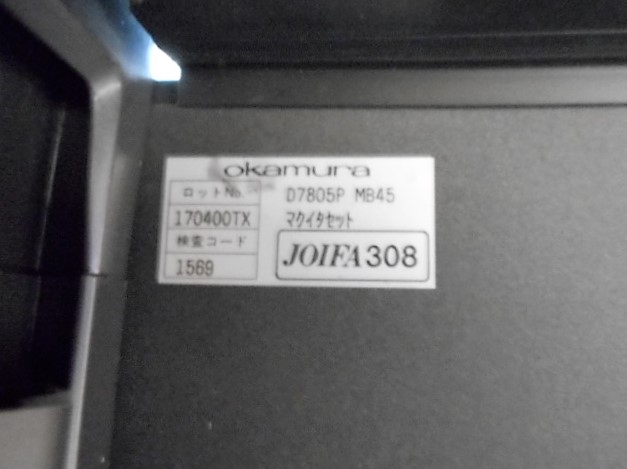 okamura
ロットNo.
D7805P MB45
170400TX
マクイタセット
検査コード
1569
JOIFA308